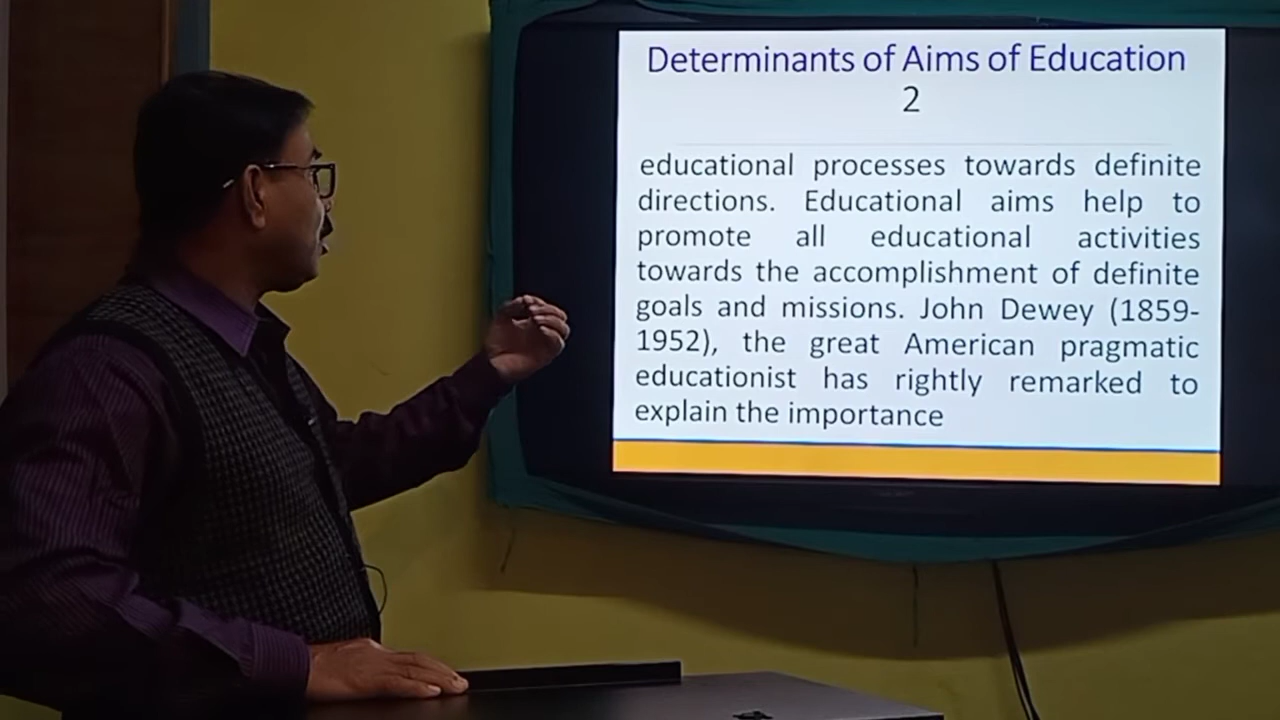 Determinants of Aims of Education
2
educational processes towards definite
directions. Educational aims help to
promote all educational activities
towards the accomplishment of definite
goals and missions. John Dewey (1859-
1952), the great American pragmatic
educationist has rightly remarked to
explain the importance